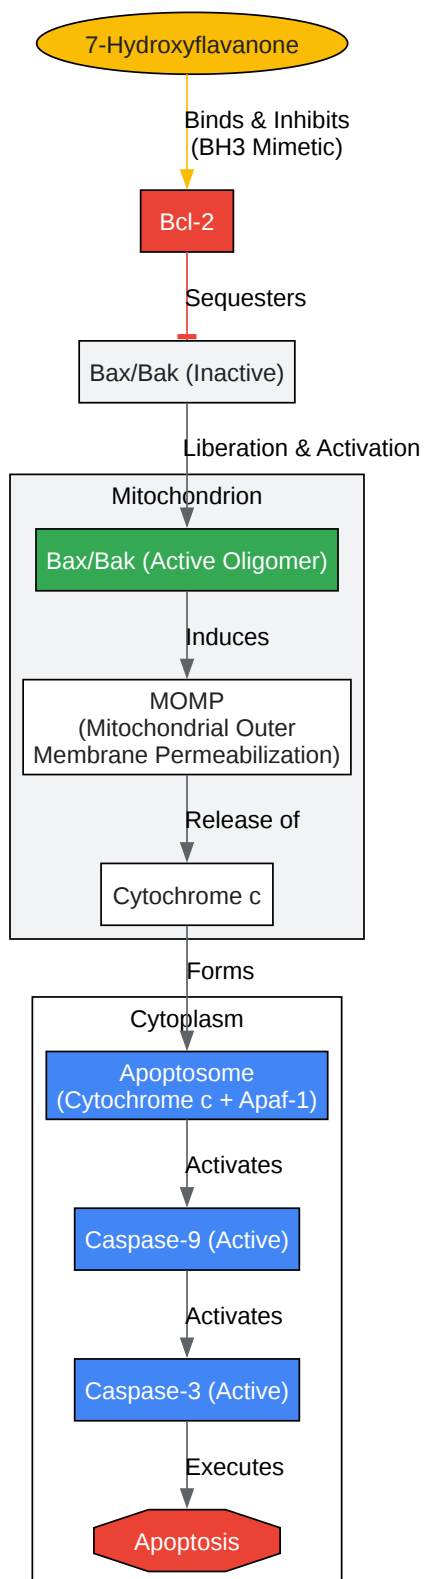 7-Hydroxyflavanone
Binds & Inhibits
(BH3 Mimetic)
Bcl-2
Sequesters
Bax/Bak (Inactive)
Liberation & Activation
Mitochondrion
Bax/Bak (Active Oligomer)
Induces
MOMP
(Mitochondrial Outer
Membrane Permeabilization)
Release of
Cytochrome c
Forms
Cytoplasm
Apoptosome
(Cytochrome c + Apaf-1)
Activates
Caspase-9 (Active)
Activates
Caspase-3 (Active)
Executes
Apoptosis